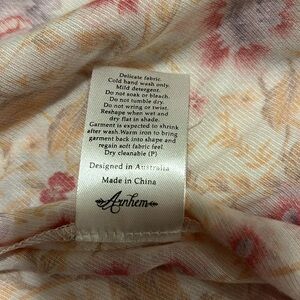 Delicate fabric.
Cold hand wash only.
Mild detergent.
Do not soak or bleach.
Do not tumble dry.
Do not wring or twist.
Reshape when wet and
dry flat in shade.
Garment is expected to shrink
after wash.Warm iron to bring
garment back into shape and
regain soft fabric feel.
Dry cleanable (P)
Designed in Australia
Made in China
Arnhem